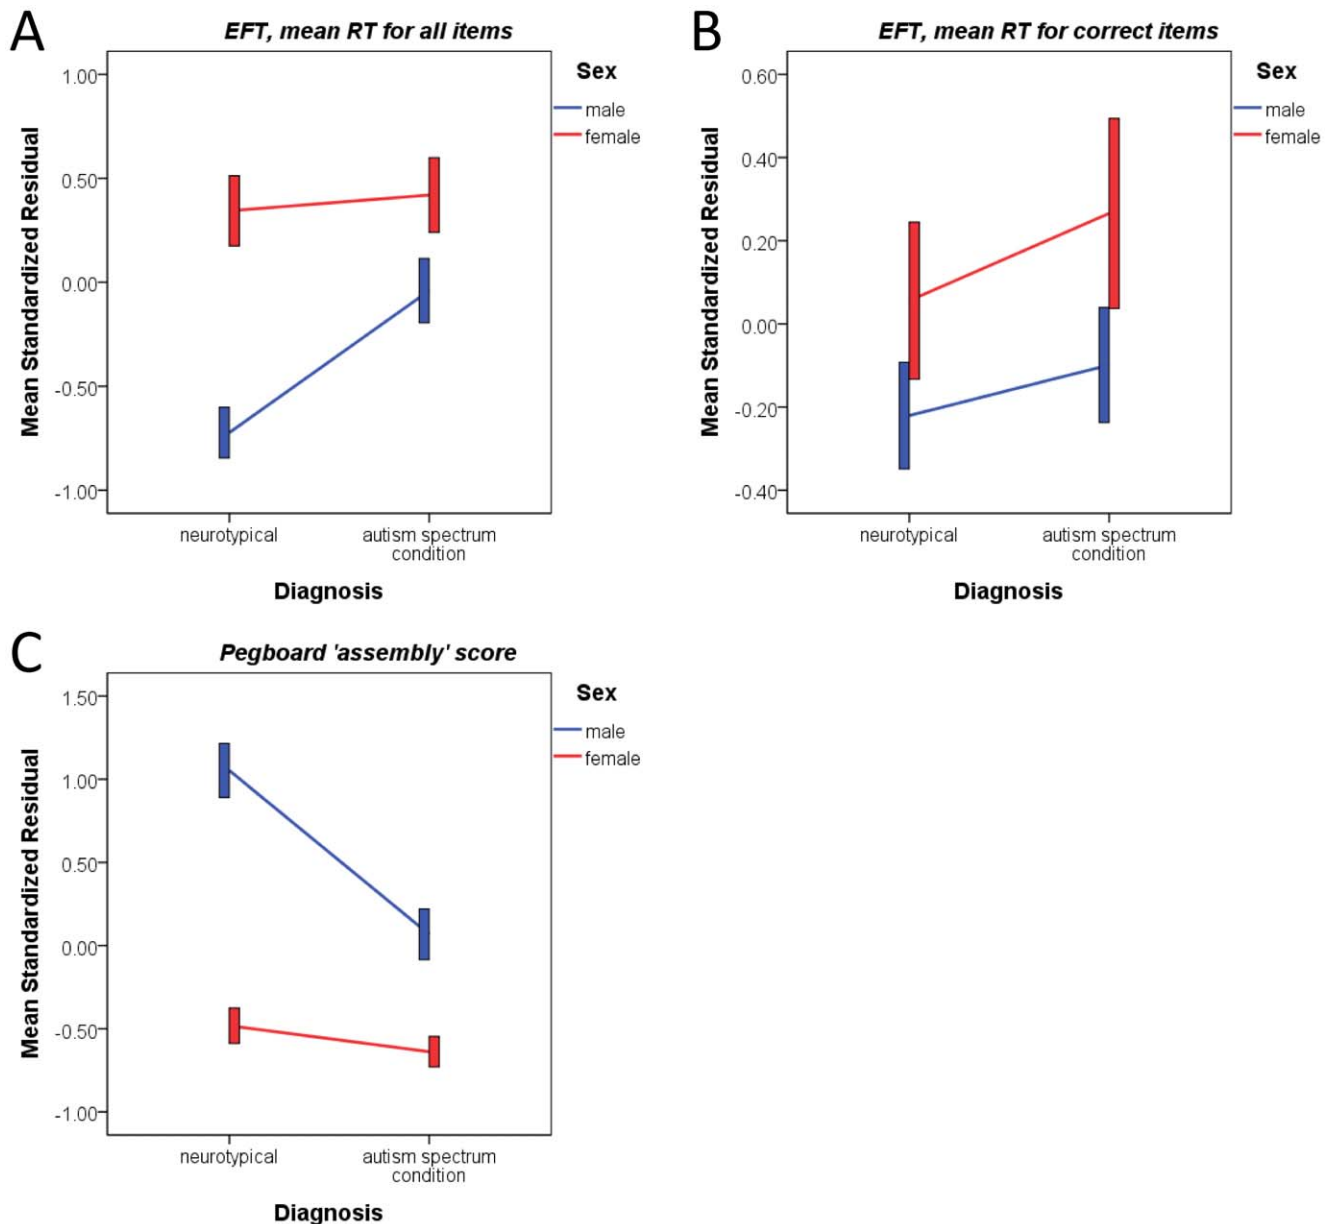 A
EFT, mean RT for all items
Mean Standardized Residual
1.00
0.50
0.00
-0.50
-1.00
neurotypical
autism spectrum
condition
Diagnosis
Sex
male
female
B
EFT, mean RT for correct items
Mean Standardized Residual
0.60
0.40
0.20
0.00
-0.20
-0.40
neurotypical
autism spectrum
condition
Diagnosis
Sex
male
female
C
Pegboard 'assembly' score
Mean Standardized Residual
1.50
1.00
0.50
0.00
-0.50
-1.00
neurotypical
autism spectrum
condition
Diagnosis
Sex
male
female